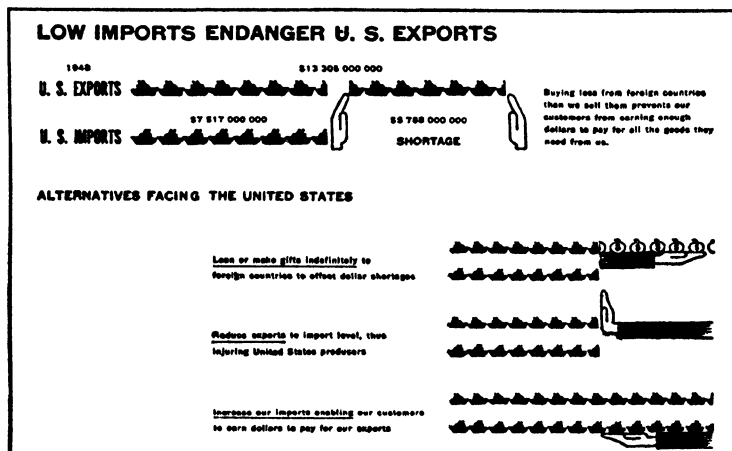 LOW IMPORTS ENDANGER U. S. EXPORTS
1948
$13 305 000 000
U. S. EXPORTS
Buying less from foreign countries
than we sell them prevents our
customers from earning enough
dollars to pay for all the goods they
need from us.
$7 517 000 000
$5 788 000 000
U. S. IMPORTS
SHORTAGE
ALTERNATIVES FACING THE UNITED STATES
Loan or make gifts indefinitely to
foreign countries to offset dollar shortages
Reduce exports to import level, thus
injuring United States producers
Increase our imports enabling our customers
to earn dollars to pay for our exports